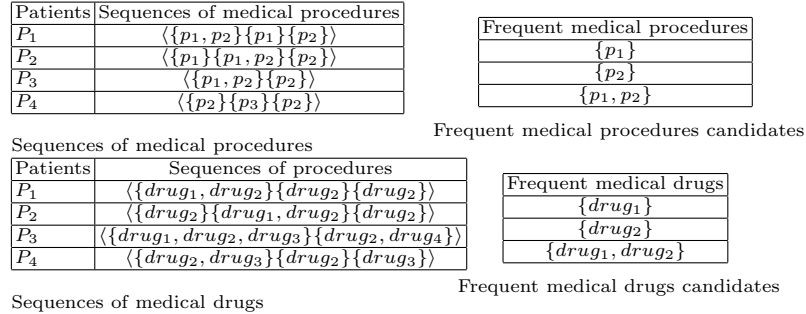 Patients Sequences of medical procedures
P1 ⟨{p1, p2}{p1}{p2}⟩
P2 ⟨{p1}{p1, p2}{p2}⟩
P3 ⟨{p1, p2}{p2}⟩
P4 ⟨{p2}{p3}{p2}⟩
Sequences of medical procedures
Frequent medical procedures
{p1}
{p2}
{p1, p2}
Frequent medical procedures candidates
Patients Sequences of procedures
P1 ⟨{drug1, drug2}{drug2}{drug2}⟩
P2 ⟨{drug2}{drug1, drug2}{drug2}⟩
P3 ⟨{drug1, drug2, drug3}{drug2, drug4}⟩
P4 ⟨{drug2, drug3}{drug2}{drug3}⟩
Sequences of medical drugs
Frequent medical drugs
{drug1}
{drug2}
{drug1, drug2}
Frequent medical drugs candidates